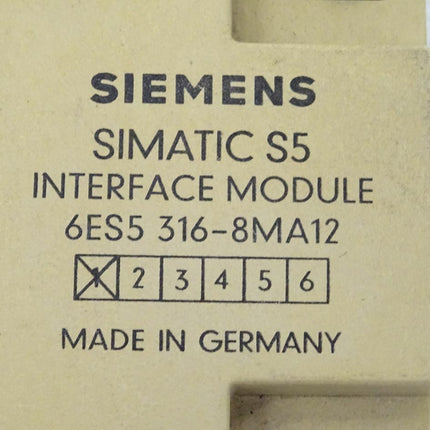 SIEMENS
SIMATIC S5
INTERFACE MODULE
6ES5 316-8MA12
1 2 3 4 5 6
MADE IN GERMANY